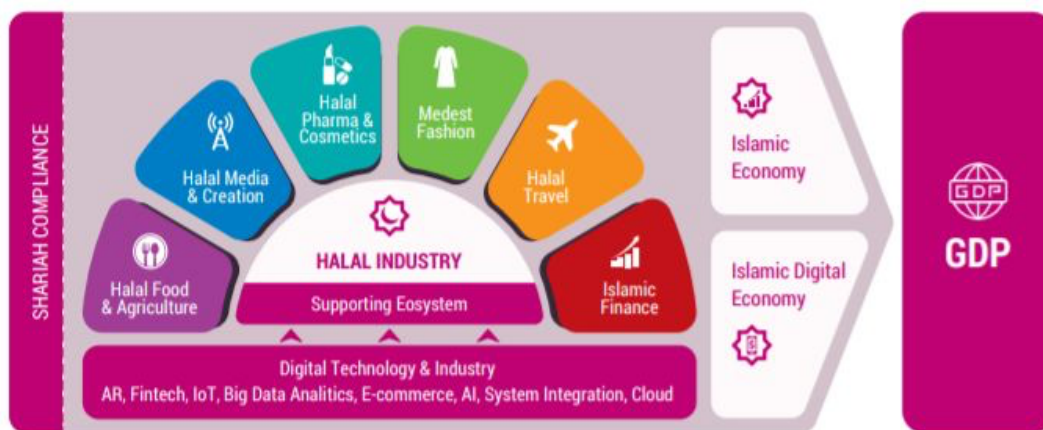 SHARIAH COMPLIANCE
Halal Food
& Agriculture
Halal Media
& Creation
Halal
Pharma &
Cosmetics
Medest
Fashion
Halal
Travel
Islamic
Finance
HALAL INDUSTRY
Supporting Eosystem
Digital Technology & Industry
AR, Fintech, IoT, Big Data Analitics, E-commerce, AI, System Integration, Cloud
Islamic
Economy
Islamic Digital
Economy
GDP
GDP